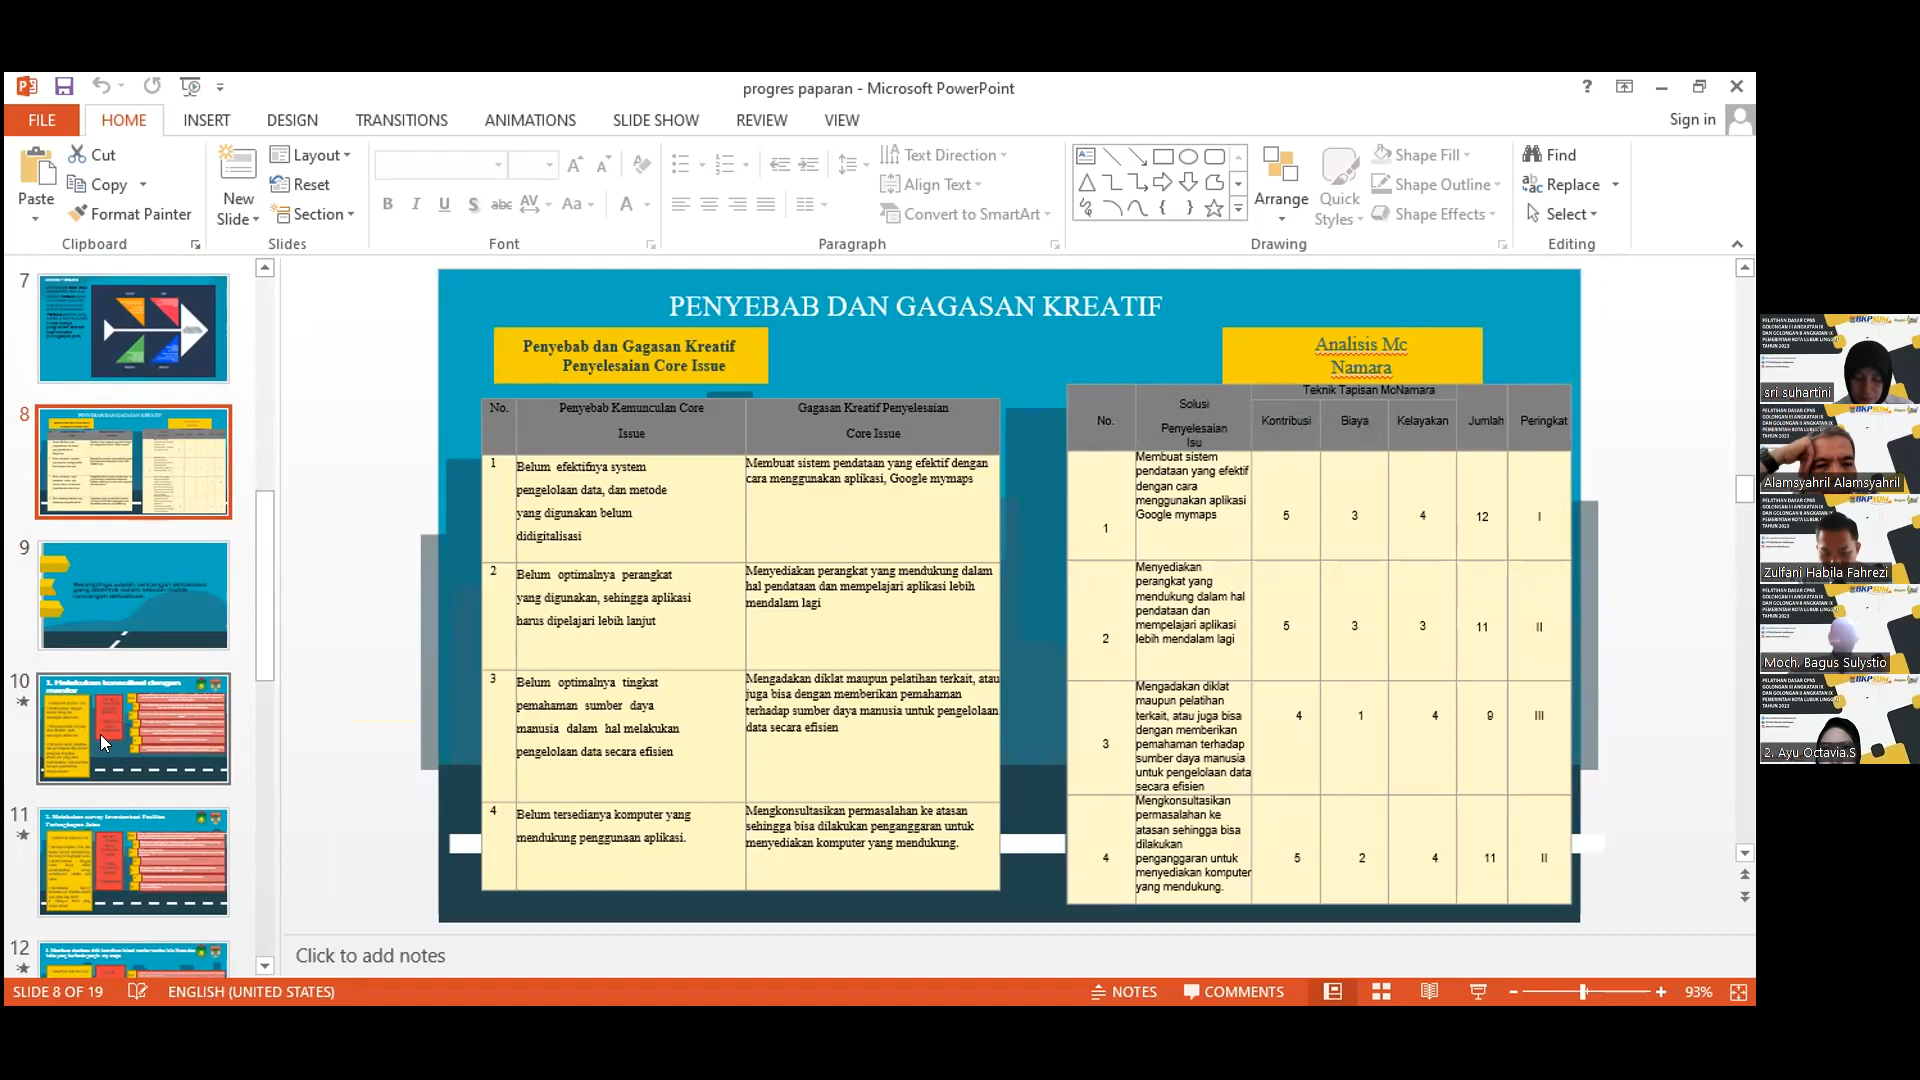 progres paparan - Microsoft PowerPoint
FILE
HOME
INSERT
DESIGN
TRANSITIONS
ANIMATIONS
SLIDE SHOW
REVIEW
VIEW
Sign in
Paste
Cut
Copy
Format Painter
Clipboard
New
Slide
Layout
Reset
Section
Slides
Font
Text Direction
Align Text
Convert to SmartArt
Paragraph
Arrange
Quick
Styles
Shape Fill
Shape Outline
Shape Effects
Drawing
Find
Replace
Select
Editing
7
8
9
10
1. Melakukan konsultasi dengan
mentor
11
12
PENYEBAB DAN GAGASAN KREATIF
Penyebab dan Gagasan Kreatif
Penyelesaian Core Issue
No.
Penyebab Kemunculan Core
Issue
Gagasan Kreatif Penyelesaian
Core Issue
1
Belum efektifnya system
pengelolaan data, dan metode
yang digunakan belum
didigitalisasi
Membuat sistem pendataan yang efektif dengan
cara menggunakan aplikasi, Google mymaps
2
Belum optimalnya perangkat
yang digunakan, sehingga aplikasi
harus dipelajari lebih lanjut
Menyediakan perangkat yang mendukung dalam
hal pendataan dan mempelajari aplikasi lebih
mendalam lagi
3
Belum optimalnya tingkat
pemahaman sumber daya
manusia dalam hal melakukan
pengelolaan data secara efisien
Mengadakan diklat maupun pelatihan terkait, atau
juga bisa dengan memberikan pemahaman
terhadap sumber daya manusia untuk pengelolaan
data secara efisien
4
Belum tersedianya komputer yang
mendukung penggunaan aplikasi.
Mengkonsultasikan permasalahan ke atasan
sehingga bisa dilakukan penganggaran untuk
menyediakan komputer yang mendukung.
Analisis Mc
Namara
No.
Solusi
Penyelesaian
Isu
Teknik Tapisan McNamara
Kontribusi
Biaya
Kelayakan
Jumlah
Peringkat
1
Membuat sistem
pendataan yang efektif
dengan cara
menggunakan aplikasi
Google mymaps
5
3
4
12
I
2
Menyediakan
perangkat yang
mendukung dalam hal
pendataan dan
mempelajari aplikasi
lebih mendalam lagi
5
3
3
11
II
3
Mengadakan diklat
maupun pelatihan
terkait, atau juga bisa
dengan memberikan
pemahaman terhadap
sumber daya manusia
untuk pengelolaan data
secara efisien
4
1
4
9
III
4
Mengkonsultasikan
permasalahan ke
atasan sehingga bisa
dilakukan
penganggaran untuk
menyediakan komputer
yang mendukung.
5
2
4
11
II
Click to add notes
SLIDE 8 OF 19
ENGLISH (UNITED STATES)
NOTES
COMMENTS
93%
sri suhartini
Alamsyahril Alamsyahril
Zulfani Habila Fahrezi
Moch. Bagus Sulystio
2. Ayu Octavia.S